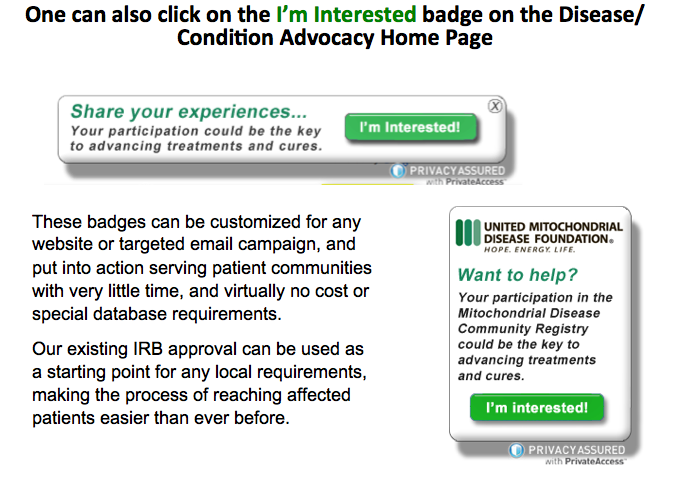 One can also click on the I'm Interested badge on the Disease/
Condition Advocacy Home Page
Share your experiences...
Your participation could be the key
to advancing treatments and cures.
I'm Interested!
X
PRIVACYASSURED
with PrivateAccess™
These badges can be customized for any
website or targeted email campaign, and
put into action serving patient communities
with very little time, and virtually no cost or
special database requirements.
Our existing IRB approval can be used as
a starting point for any local requirements,
making the process of reaching affected
patients easier than ever before.
UNITED MITOCHONDRIAL
DISEASE FOUNDATION®
HOPE. ENERGY. LIFE.
Want to help?
Your participation in the
Mitochondrial Disease
Community Registry
could be the key to
advancing treatments
and cures.
I'm interested!
PRIVACYASSURED
with PrivateAccess™